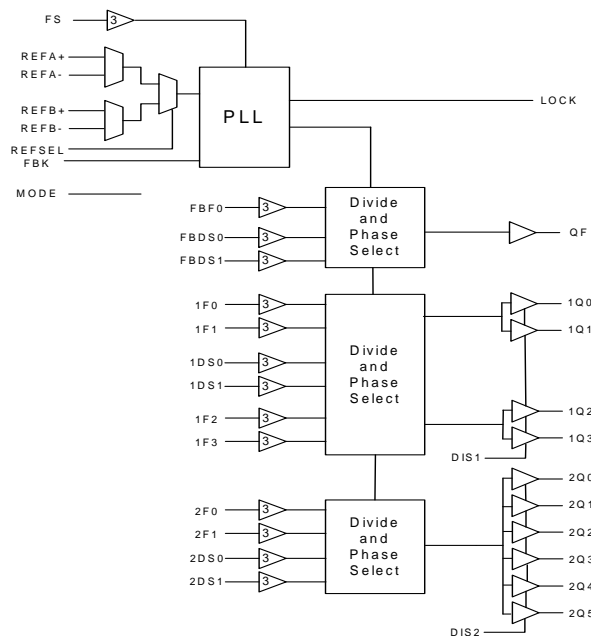 FS
3
REFA+
REFA-
REFB+
REFB-
REFSEL
FBK
MODE
PLL
LOCK
FBF0
3
FBDS0
3
FBDS1
3
Divide
and
Phase
Select
QF
1F0
3
1F1
3
1DS0
3
1DS1
3
1F2
3
1F3
3
Divide
and
Phase
Select
1Q0
1Q1
1Q2
1Q3
DIS1
2F0
3
2F1
3
2DS0
3
2DS1
3
Divide
and
Phase
Select
2Q0
2Q1
2Q2
2Q3
2Q4
2Q5
DIS2